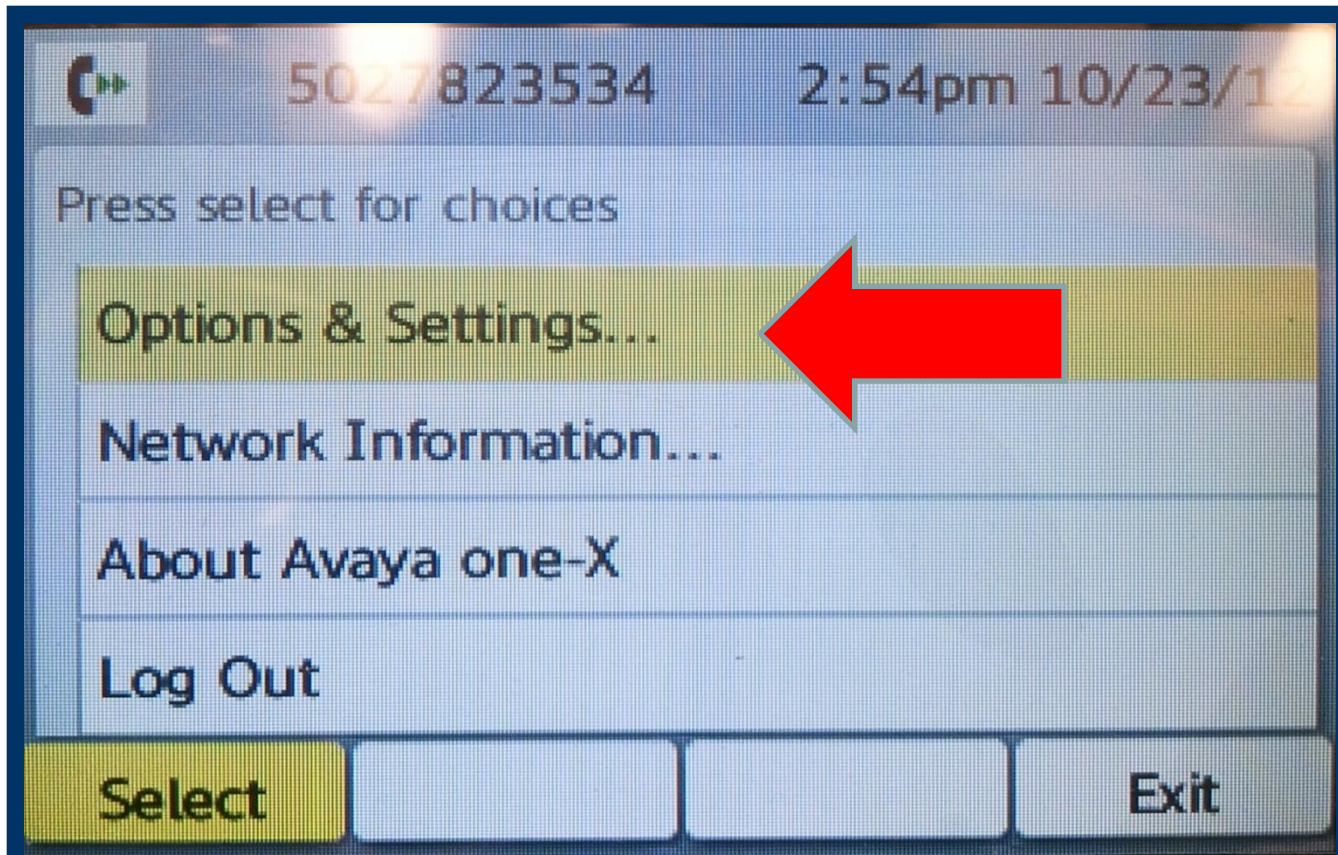 5027823534 2:54pm 10/23/12
Press select for choices
Options & Settings...
Network Information...
About Avaya one-X
Log Out
Select Exit